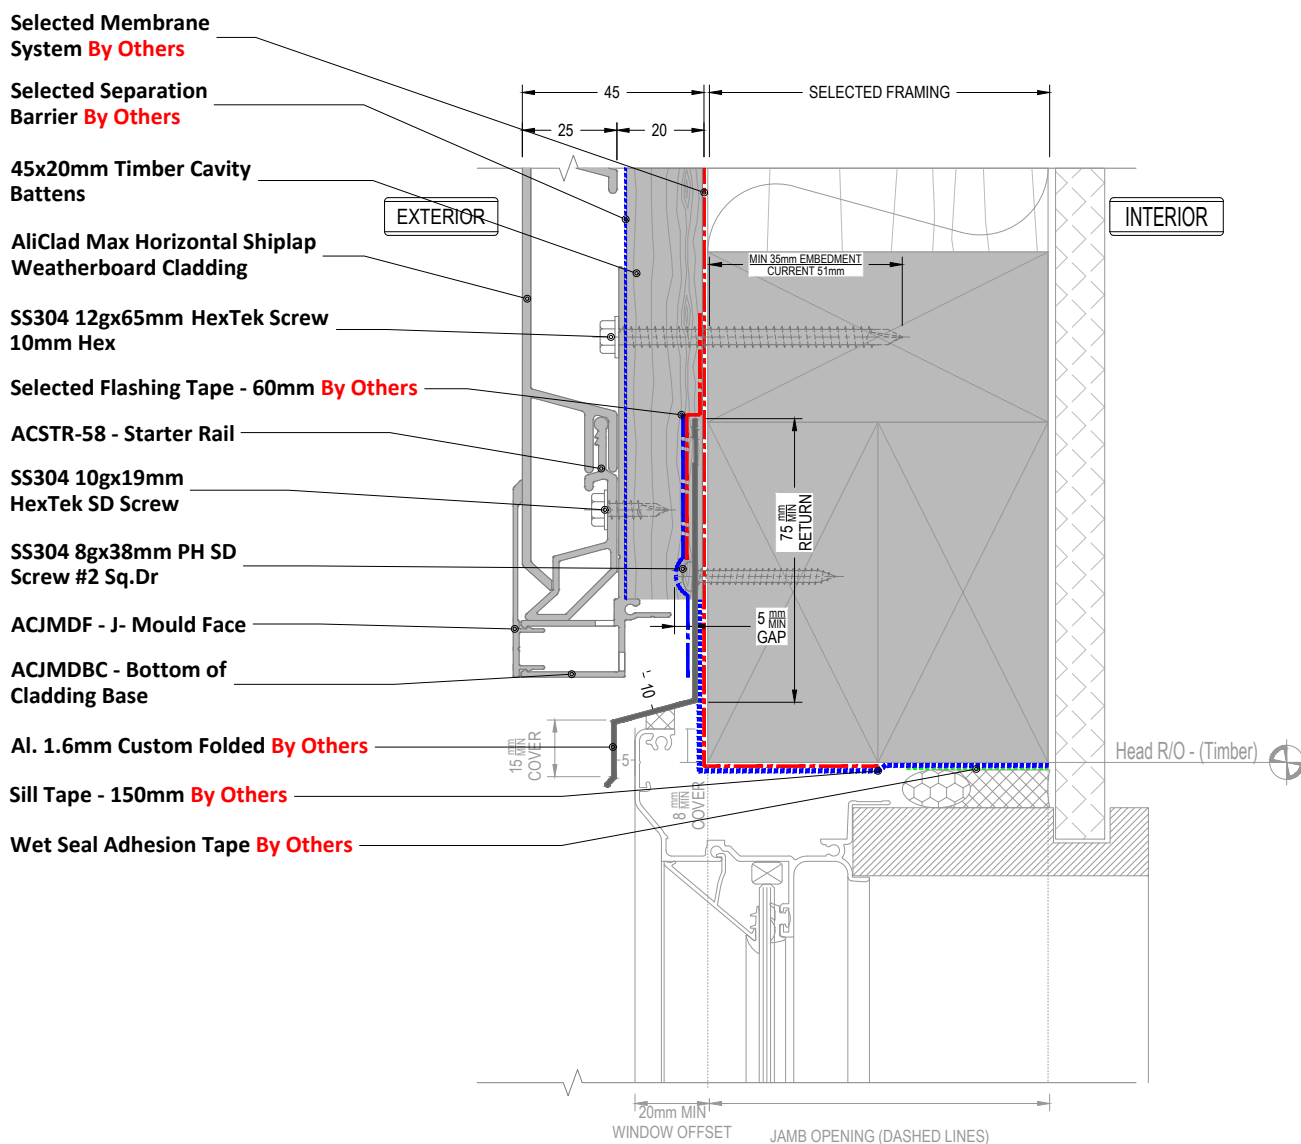 Selected Membrane
System By Others
Selected Separation
Barrier By Others
45x20mm Timber Cavity
Battens
AliClad Max Horizontal Shiplap
Weatherboard Cladding
SS304 12gx65mm HexTek Screw
10mm Hex
Selected Flashing Tape - 60mm By Others
ACSTR-58 - Starter Rail
SS304 10gx19mm
HexTek SD Screw
SS304 8gx38mm PH SD
Screw #2 Sq.Dr
ACJMDF - J- Mould Face
ACJMDBC - Bottom of
Cladding Base
Al. 1.6mm Custom Folded By Others
Sill Tape - 150mm By Others
Wet Seal Adhesion Tape By Others
45
SELECTED FRAMING
25
20
EXTERIOR
INTERIOR
MIN 35mm EMBEDMENT
CURRENT 51mm
75 mm MIN
RETURN
5 mm MIN
GAP
10
15 mm MIN
COVER
5
8 mm MIN
COVER
Head R/O - (Timber)
20mm MIN
WINDOW OFFSET
JAMB OPENING (DASHED LINES)